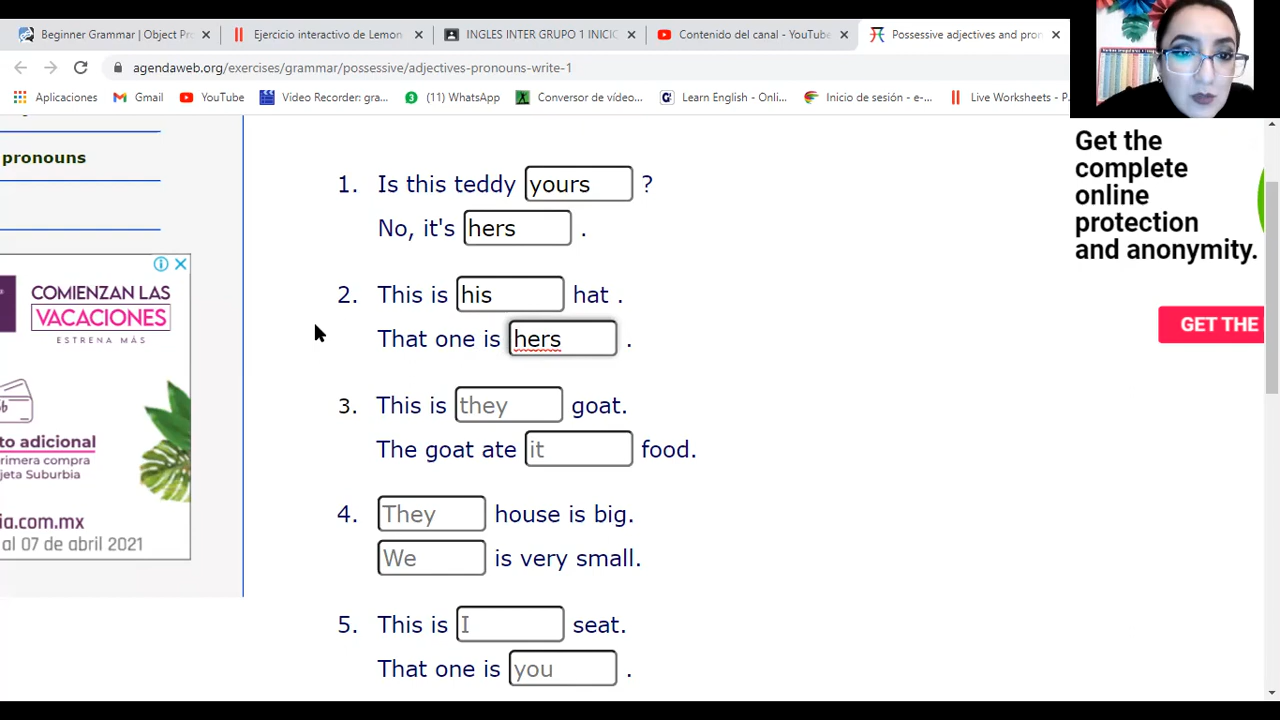 Beginner Grammar | Object Pro
Ejercicio interactivo de Lemon
INGLES INTER GRUPO 1 INICIC
Contenido del canal - YouTube
Possessive adjectives and pron
agendaweb.org/exercises/grammar/possessive/adjectives-pronouns-write-1
Aplicaciones
Gmail
YouTube
Video Recorder: gra...
(11) WhatsApp
Conversor de vídeo...
Learn English - Onli...
Inicio de sesión - e-...
Live Worksheets - P.
pronouns
1. Is this teddy yours ?
No, it's hers .
2. This is his hat .
That one is hers .
3. This is they goat.
The goat ate it food.
4. They house is big.
We is very small.
5. This is I seat.
That one is you .
COMIENZAN LAS
VACACIONES
ESTRENA MÁS
to adicional
rimera compra
jeta Suburbia
ia.com.mx
al 07 de abril 2021
Get the
complete
online
protection
and anonymity.
GET THE